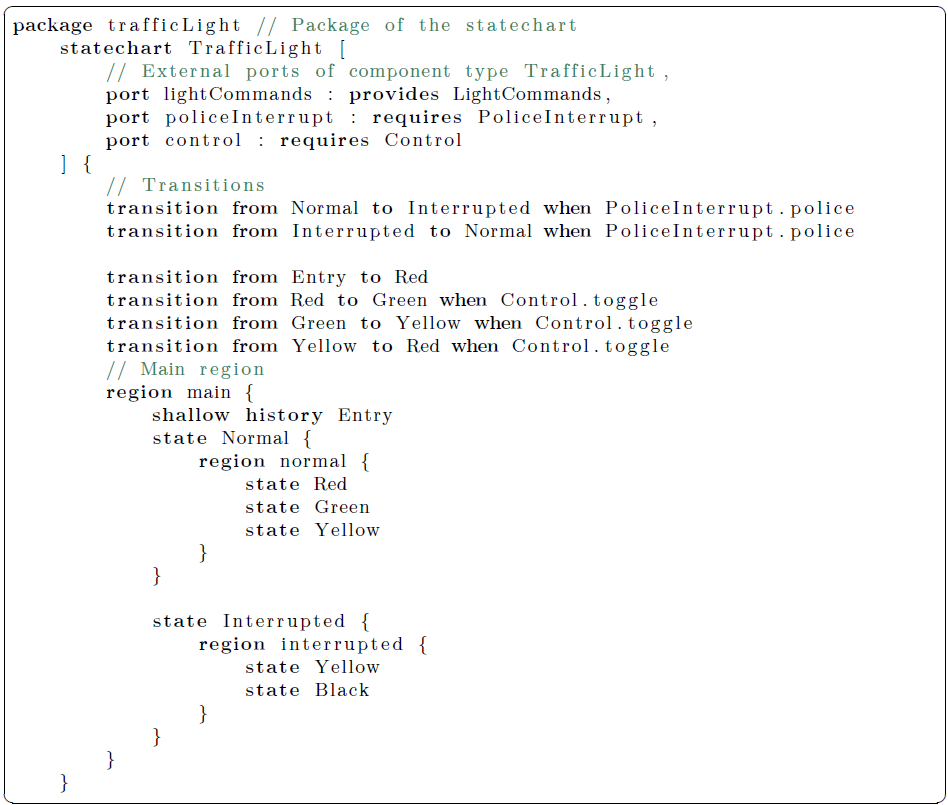 package trafficLight // Package of the statechart
statechart TrafficLight [
// External ports of component type TrafficLight,
port lightCommands : provides LightCommands,
port policeInterrupt : requires PoliceInterrupt,
port control : requires Control
] {
// Transitions
transition from Normal to Interrupted when PoliceInterrupt.police
transition from Interrupted to Normal when PoliceInterrupt.police
transition from Entry to Red
transition from Red to Green when Control.toggle
transition from Green to Yellow when Control.toggle
transition from Yellow to Red when Control.toggle
// Main region
region main {
shallow history Entry
state Normal {
region normal {
state Red
state Green
state Yellow
}
}
state Interrupted {
region interrupted {
state Yellow
state Black
}
}
}
}